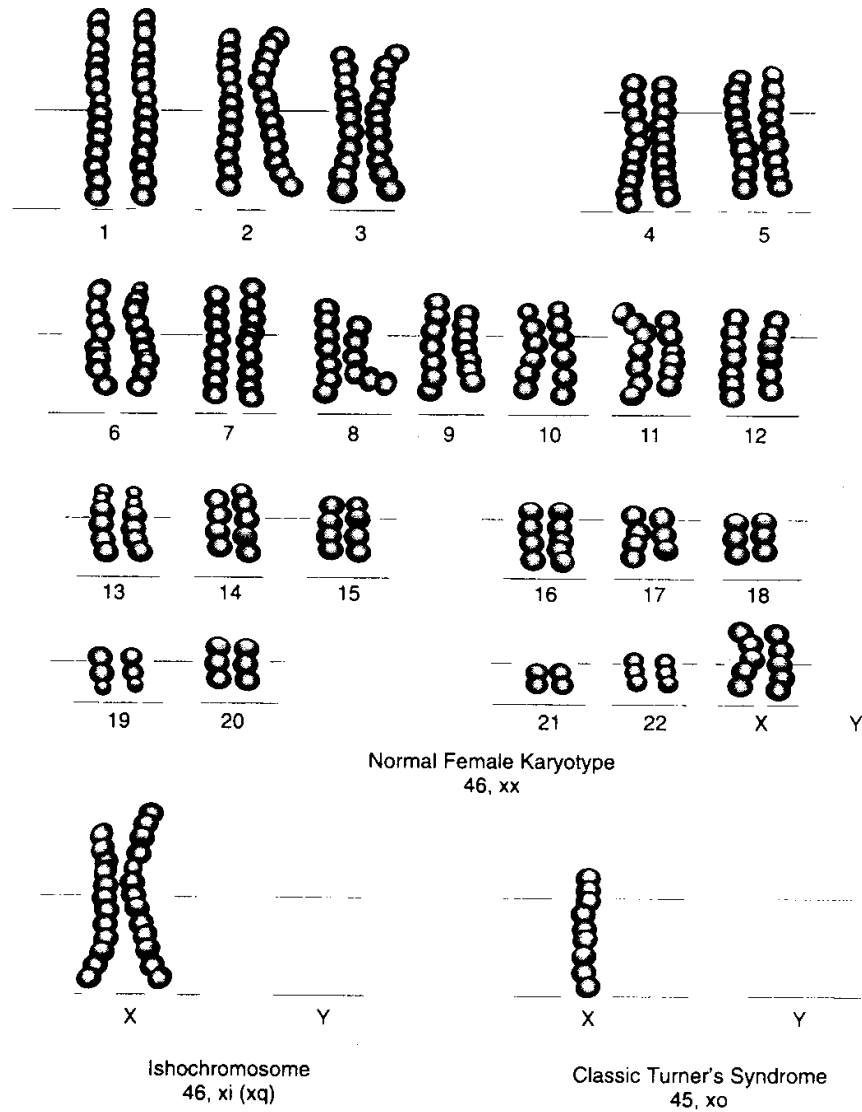 1 2 3 4 5
6 7 8 9 10 11 12
13 14 15 16 17 18
19 20 21 22 X Y
Normal Female Karyotype
46, xx
X Y X Y
Ishochromosome
46, xi (xq)
Classic Turner's Syndrome
45, xo